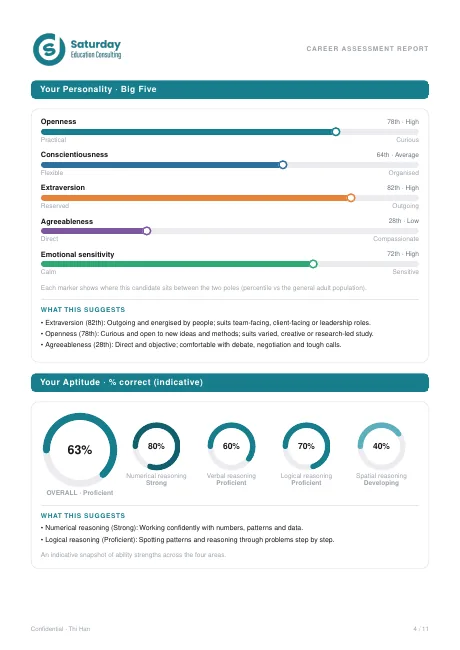 Saturday
Education Consulting
CAREER ASSESSMENT REPORT
Your Personality · Big Five
Openness 78th · High
Practical Curious
Conscientiousness 64th · Average
Flexible Organised
Extraversion 82th · High
Reserved Outgoing
Agreeableness 28th · Low
Direct Compassionate
Emotional sensitivity 72th · High
Calm Sensitive
Each marker shows where this candidate sits between the two poles (percentile vs the general adult population).
WHAT THIS SUGGESTS
• Extraversion (82th): Outgoing and energised by people; suits team-facing, client-facing or leadership roles.
• Openness (78th): Curious and open to new ideas and methods; suits varied, creative or research-led study.
• Agreeableness (28th): Direct and objective; comfortable with debate, negotiation and tough calls.
Your Aptitude · % correct (indicative)
63% 80% 60% 70% 40%
Numerical reasoning Verbal reasoning Logical reasoning Spatial reasoning
Strong Proficient Proficient Developing
OVERALL · Proficient
WHAT THIS SUGGESTS
• Numerical reasoning (Strong): Working confidently with numbers, patterns and data.
• Logical reasoning (Proficient): Spotting patterns and reasoning through problems step by step.
An indicative snapshot of ability strengths across the four areas.
Confidential · Thi Han 4 / 11